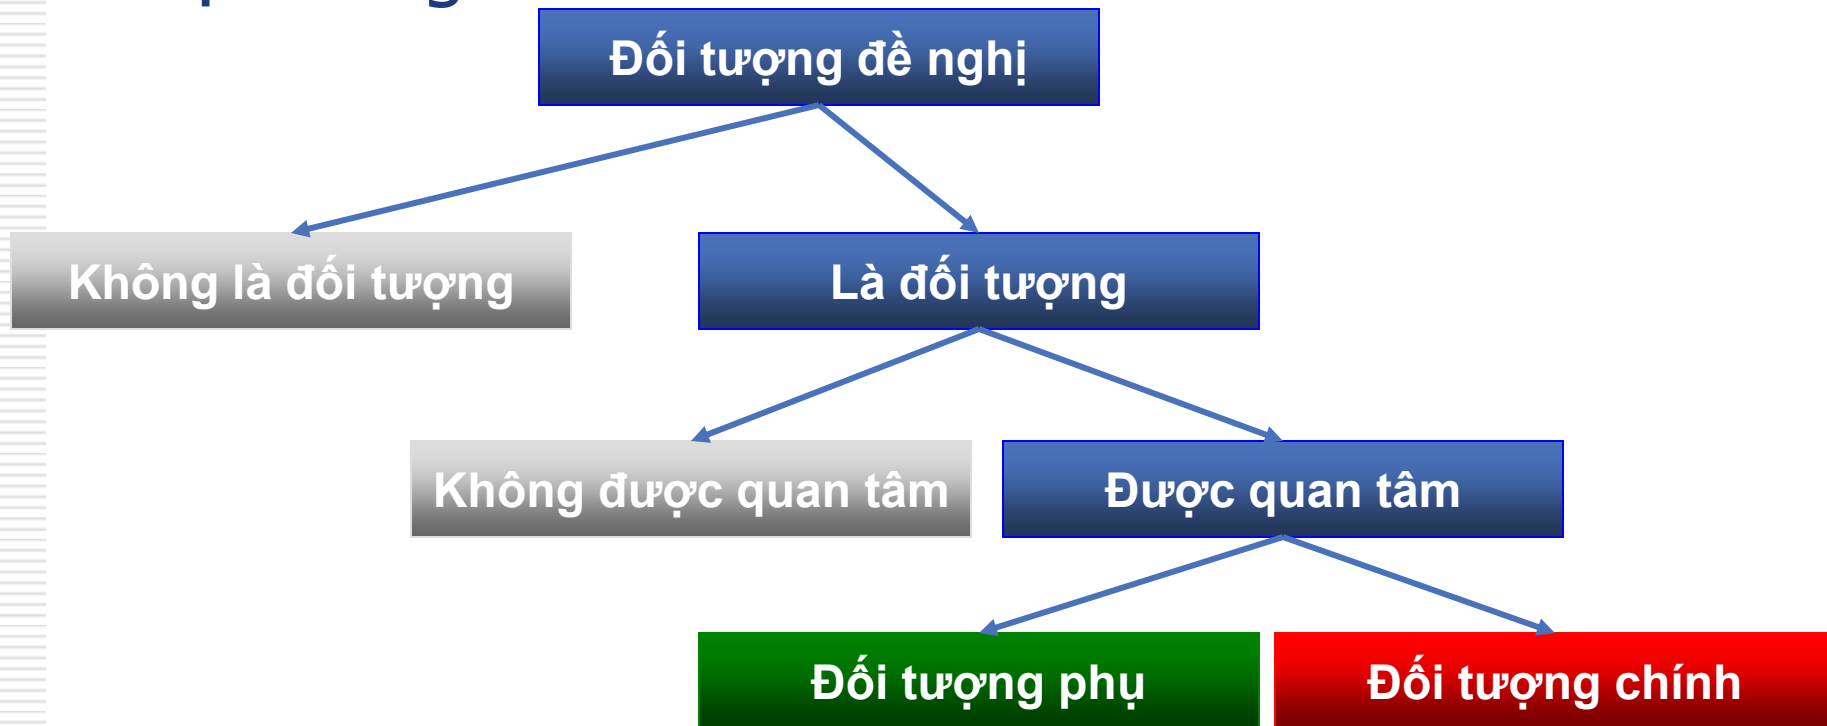 Đối tượng đề nghị
Không là đối tượng
Là đối tượng
Không được quan tâm
Được quan tâm
Đối tượng phụ
Đối tượng chính